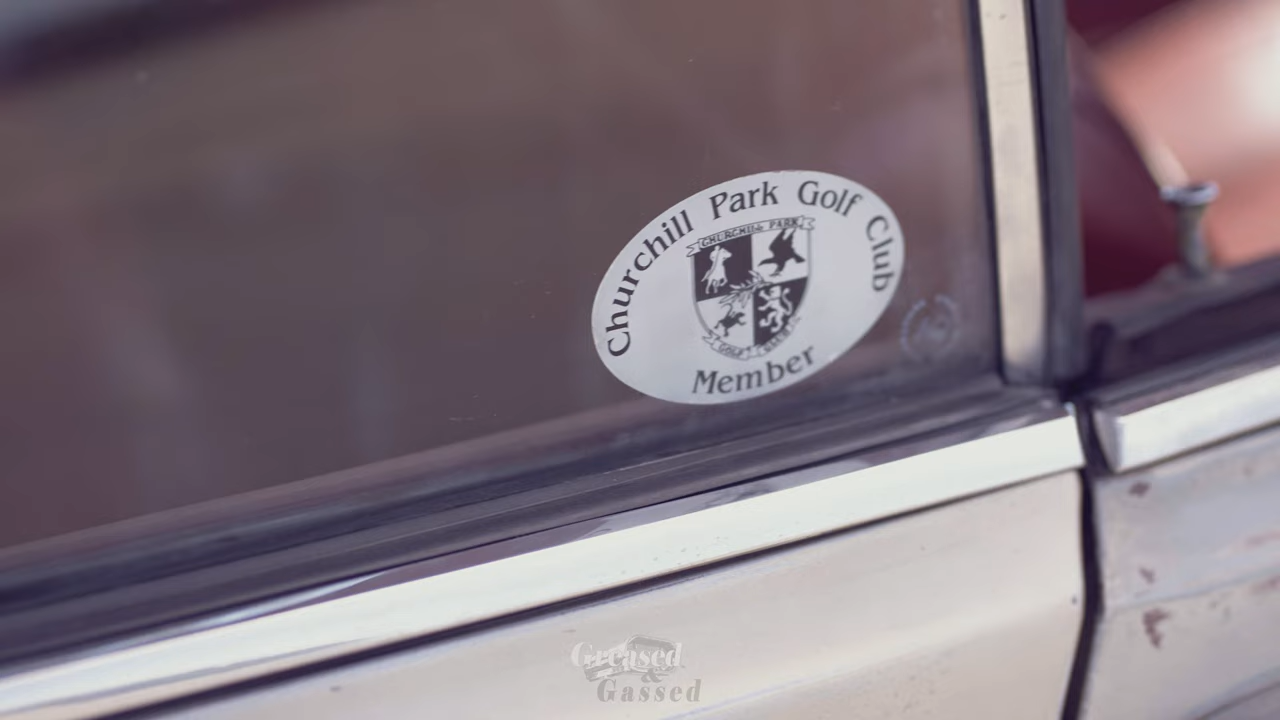 Churchill Park Golf Club
CHURCHILL PARK
GOLF CLUB
Member
Greased
&
Gassed